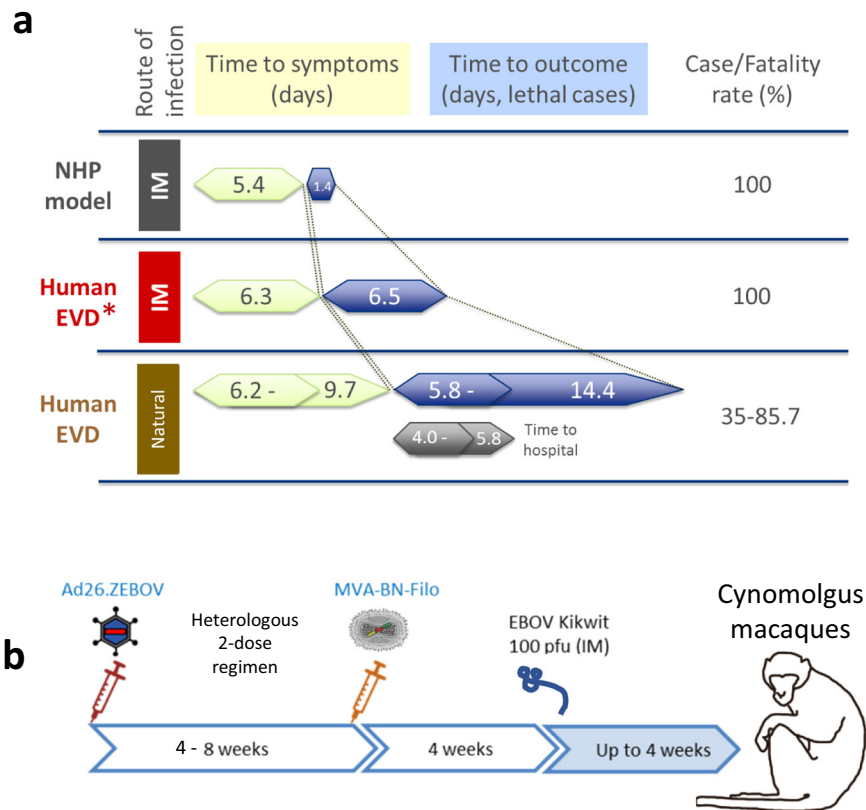 a
Route of
infection
Time to symptoms
(days)
Time to outcome
(days, lethal cases)
Case/Fatality
rate (%)
NHP
model
IM
5.4
1.4
100
Human
EVD*
IM
6.3
6.5
100
Human
EVD
Natural
6.2 - 9.7
5.8 - 14.4
4.0 - 5.8
Time to
hospital
35-85.7
b
Ad26.ZEBOV
Heterologous
2-dose
regimen
MVA-BN-Filo
EBOV Kikwit
100 pfu (IM)
Cynomolgus
macaques
4 - 8 weeks
4 weeks
Up to 4 weeks